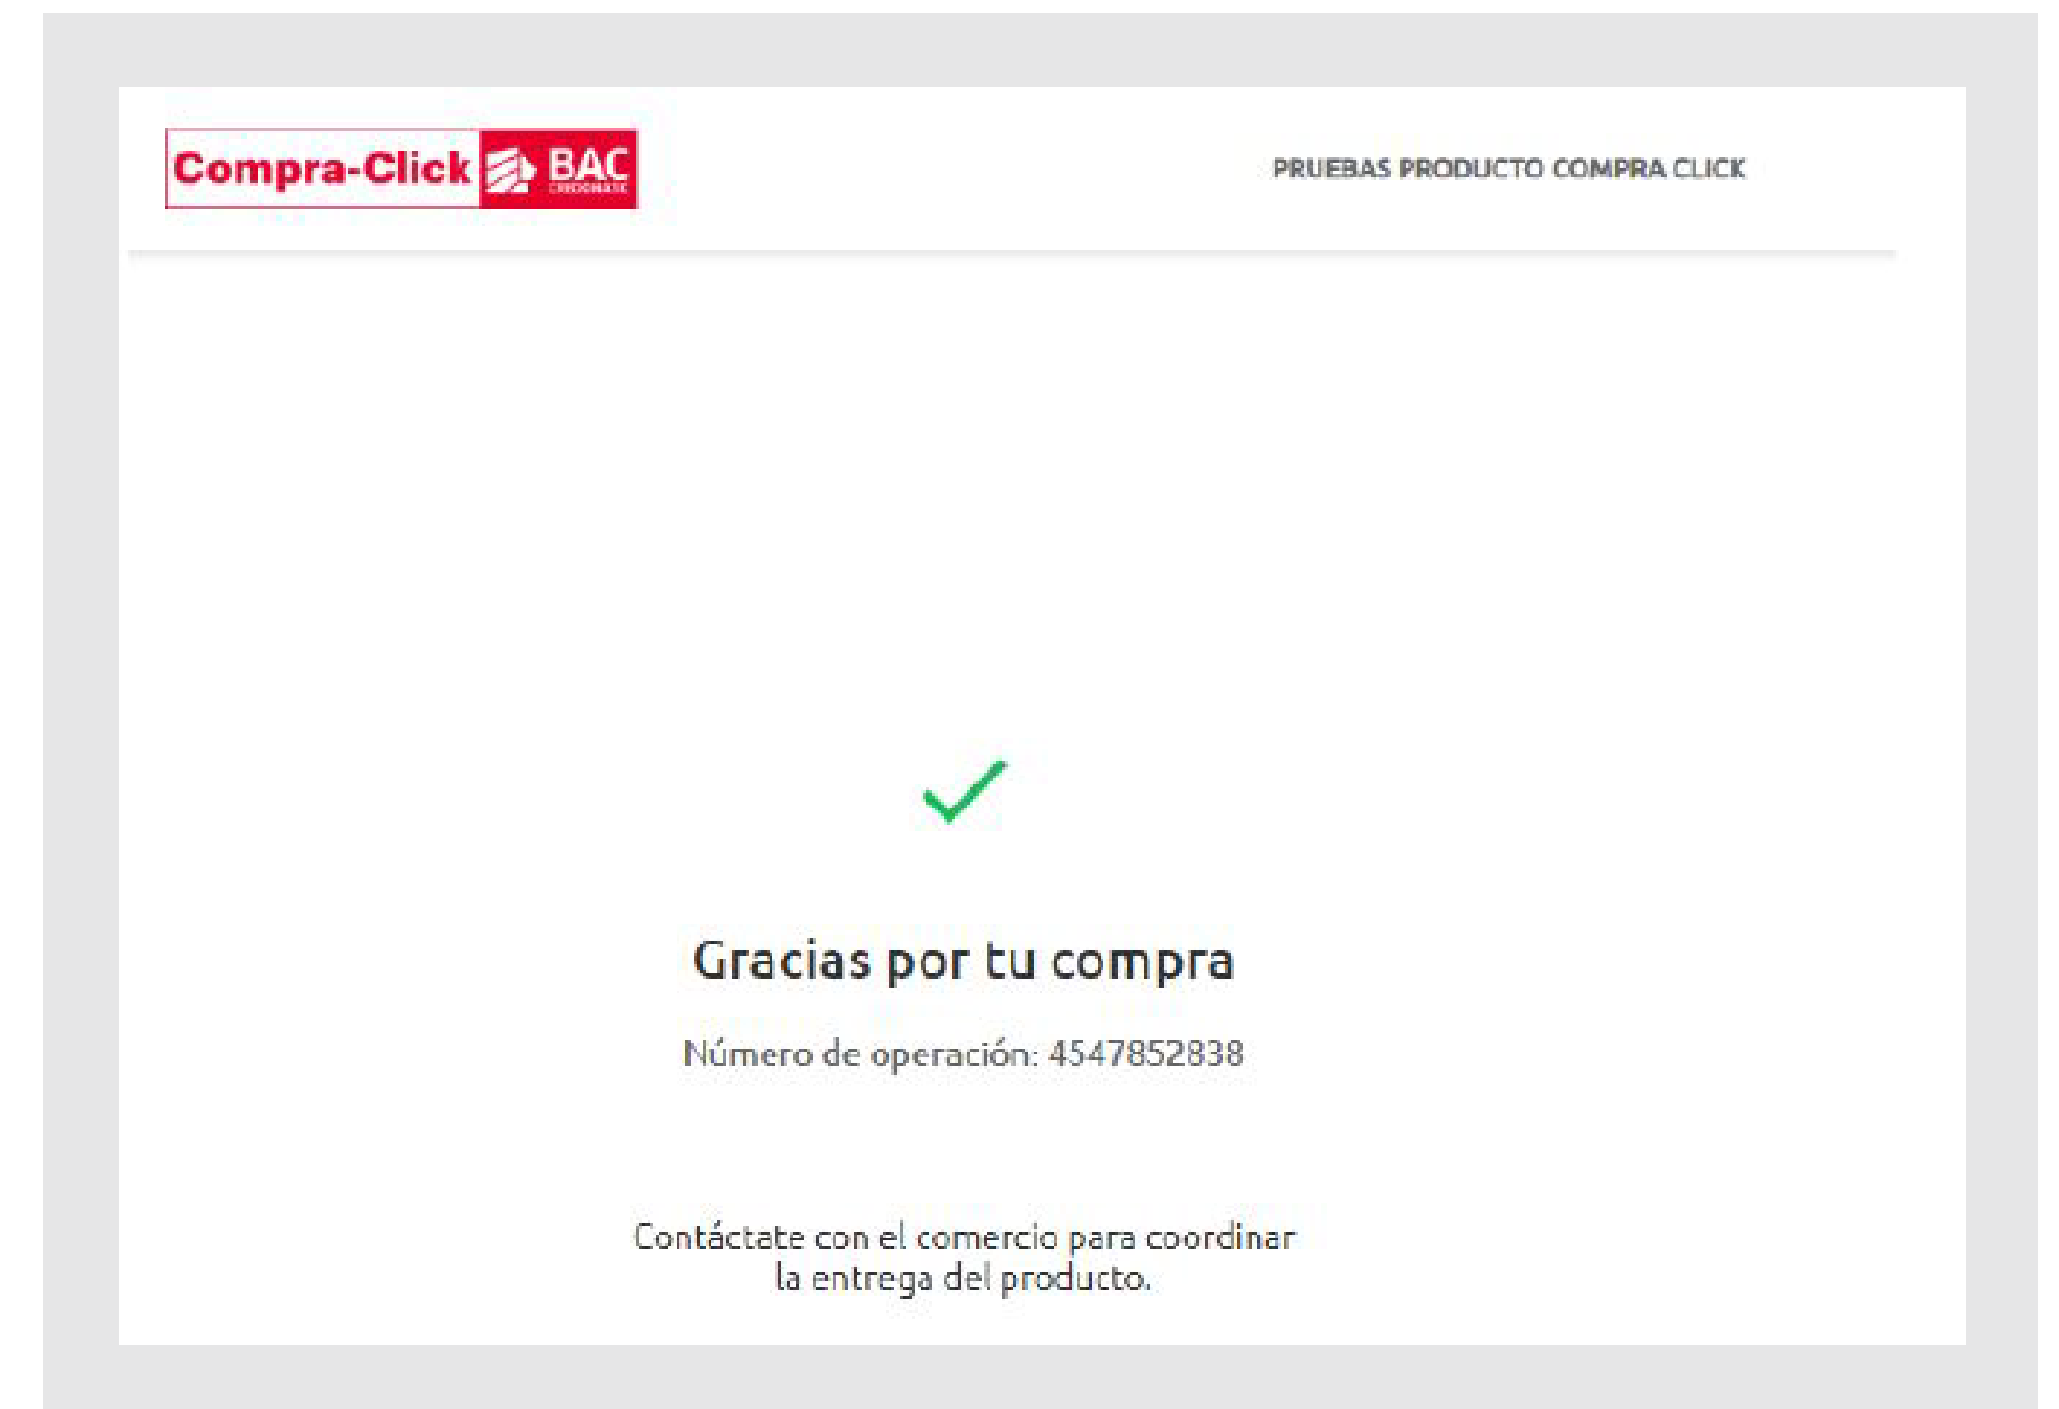 Compra-Click BAC
CREDOMATIC
PRUEBAS PRODUCTO COMPRA CLICK
Gracias por tu compra
Número de operación: 4547852838
Contáctate con el comercio para coordinar
la entrega del producto.